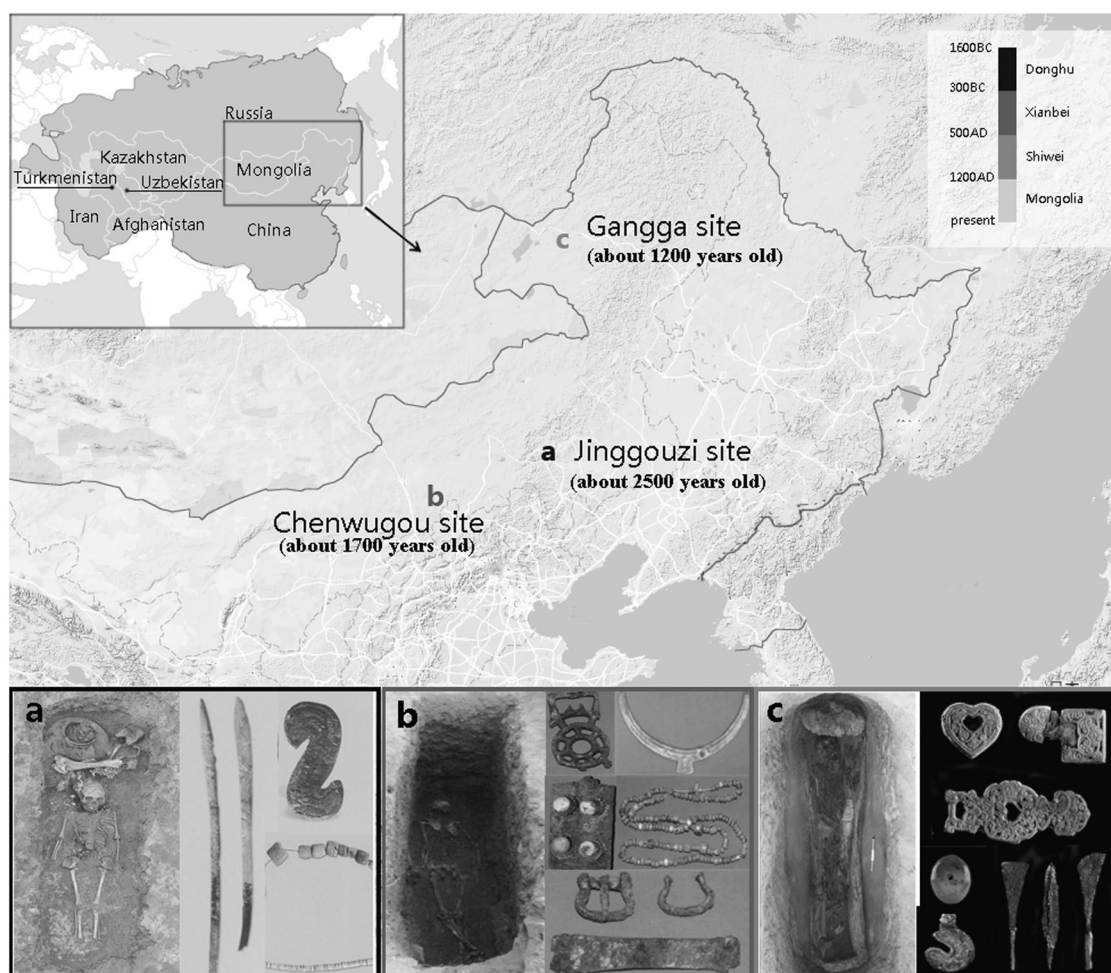 Russia
Kazakhstan
Mongolia
Turkmenistan
Uzbekistan
Iran
Afghanistan
China
1600BC
Donghu
300BC
Xianbei
500AD
Shiwei
1200AD
Mongolia
present
c
Gangga site
(about 1200 years old)
a
Jinggouzi site
(about 2500 years old)
b
Chenwugou site
(about 1700 years old)
a
b
c